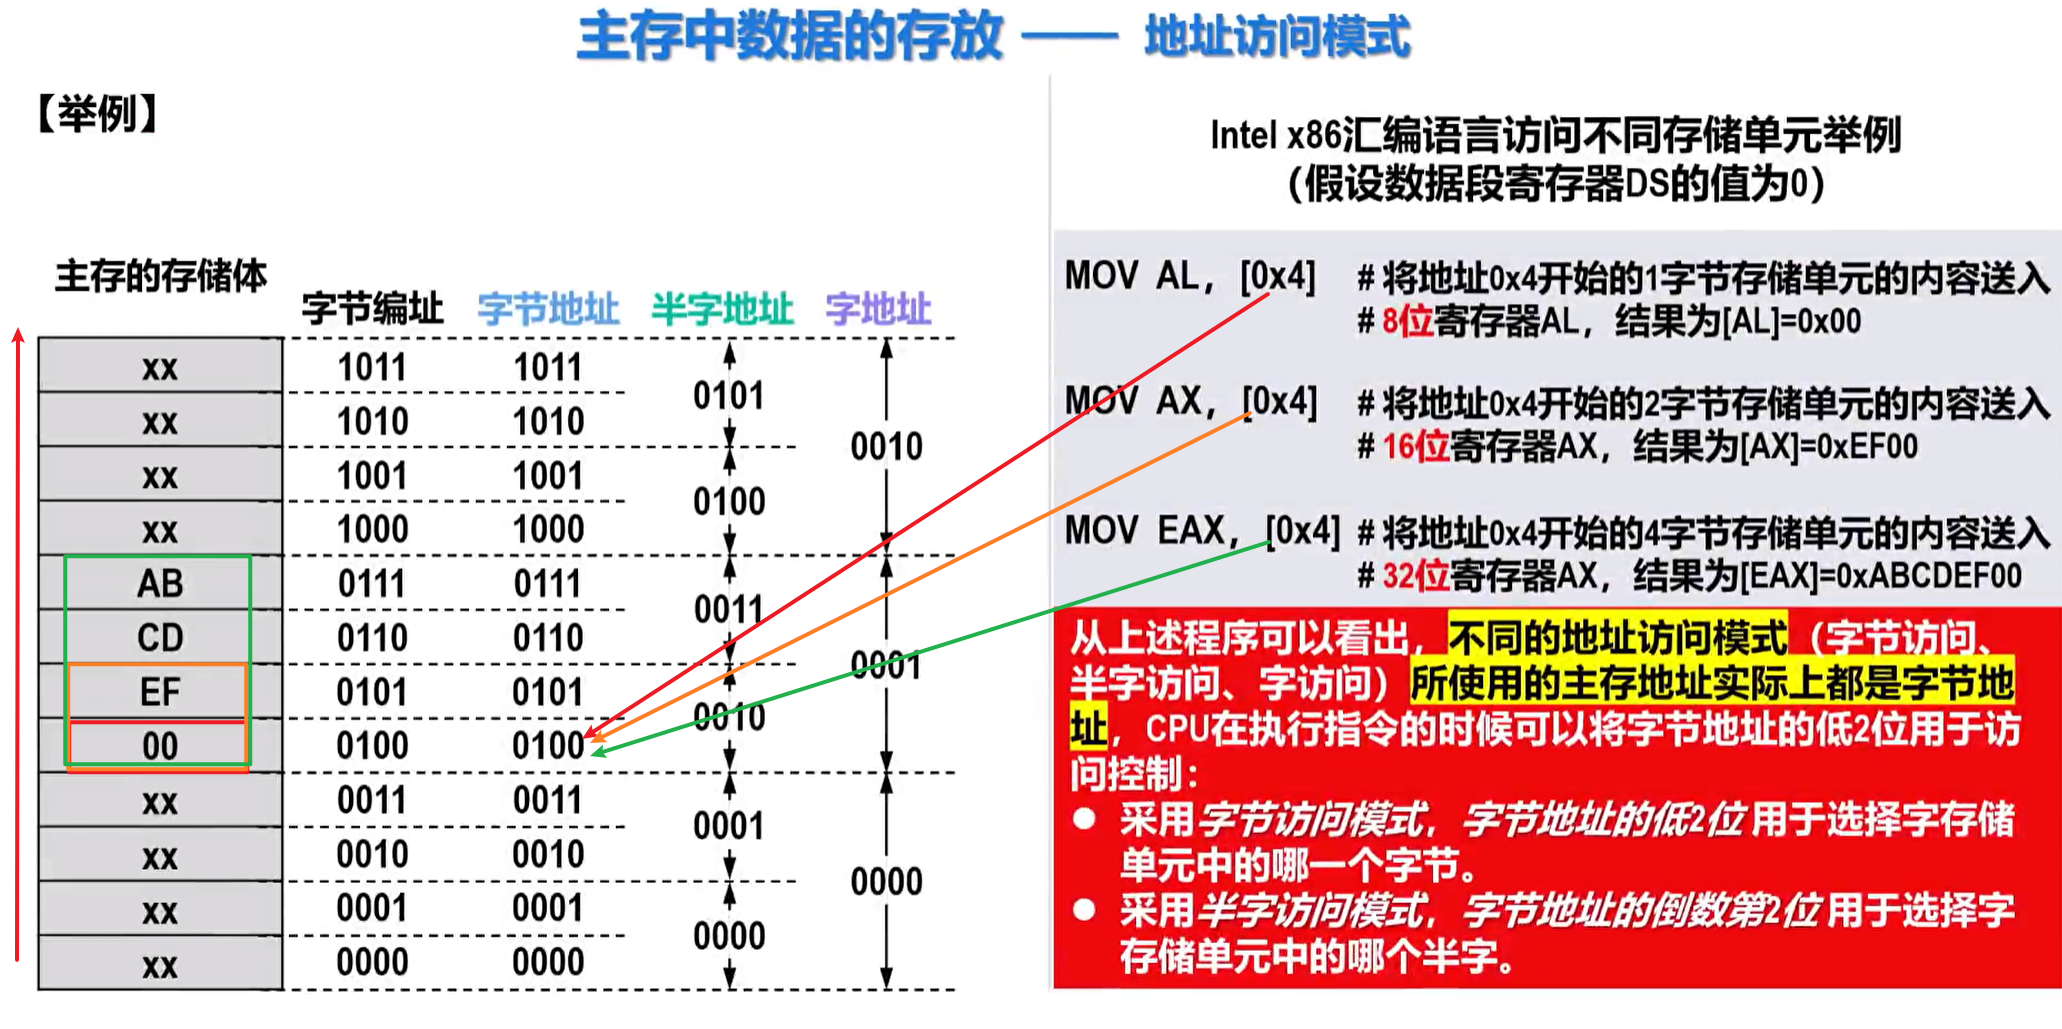 主存中数据的存放 —— 地址访问模式
【举例】
主存的存储体
字节编址 字节地址 半字地址 字地址
xx 1011 1011
0101
xx 1010 1010
0010
xx 1001 1001
0100
xx 1000 1000
AB 0111 0111
0011
CD 0110 0110
0001
EF 0101 0101
0010
00 0100 0100
xx 0011 0011
0001
xx 0010 0010
0000
xx 0001 0001
0000
xx 0000 0000
Intel x86汇编语言访问不同存储单元举例
（假设数据段寄存器DS的值为0）
MOV AL，[0x4] # 将地址0x4开始的1字节存储单元的内容送入
# 8位寄存器AL，结果为[AL]=0x00
MOV AX，[0x4] # 将地址0x4开始的2字节存储单元的内容送入
# 16位寄存器AX，结果为[AX]=0xEF00
MOV EAX，[0x4] # 将地址0x4开始的4字节存储单元的内容送入
# 32位寄存器AX，结果为[EAX]=0xABCDEF00
从上述程序可以看出，不同的地址访问模式（字节访问、
半字访问、字访问）所使用的主存地址实际上都是字节地
址，CPU在执行指令的时候可以将字节地址的低2位用于访
问控制：
● 采用字节访问模式，字节地址的低2位 用于选择字存储
单元中的哪一个字节。
● 采用半字访问模式，字节地址的倒数第2位 用于选择字
存储单元中的哪个半字。